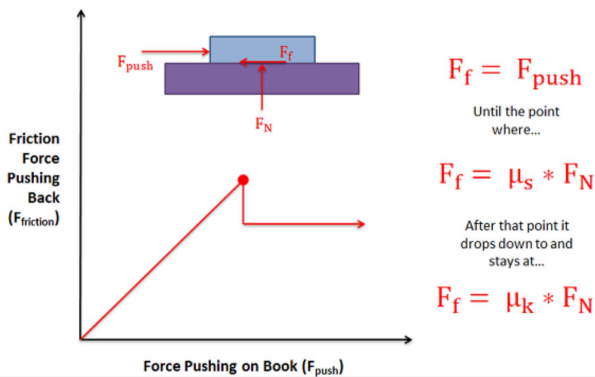 F_push
F_f
F_N
Friction
Force
Pushing
Back
(F_friction)
Force Pushing on Book (F_push)
F_f = F_push
Until the point
where...
F_f = μ_s * F_N
After that point it
drops down to and
stays at...
F_f = μ_k * F_N